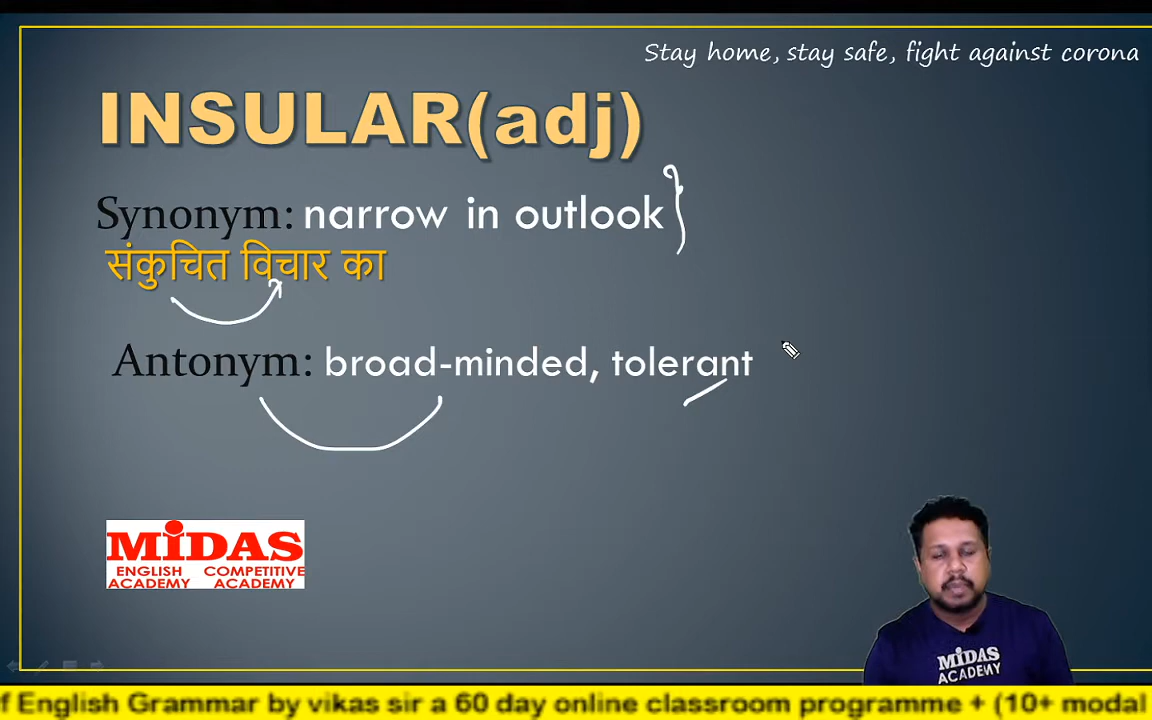 Stay home, stay safe, fight against corona
INSULAR(adj)
Synonym: narrow in outlook
संकुचित विचार का
Antonym: broad-minded, tolerant
MiDAS
ENGLISH COMPETITIVE
ACADEMY ACADEMY
MiDAS
ACADEMY
f English Grammar by vikas sir a 60 day online classroom programme + (10+ modal